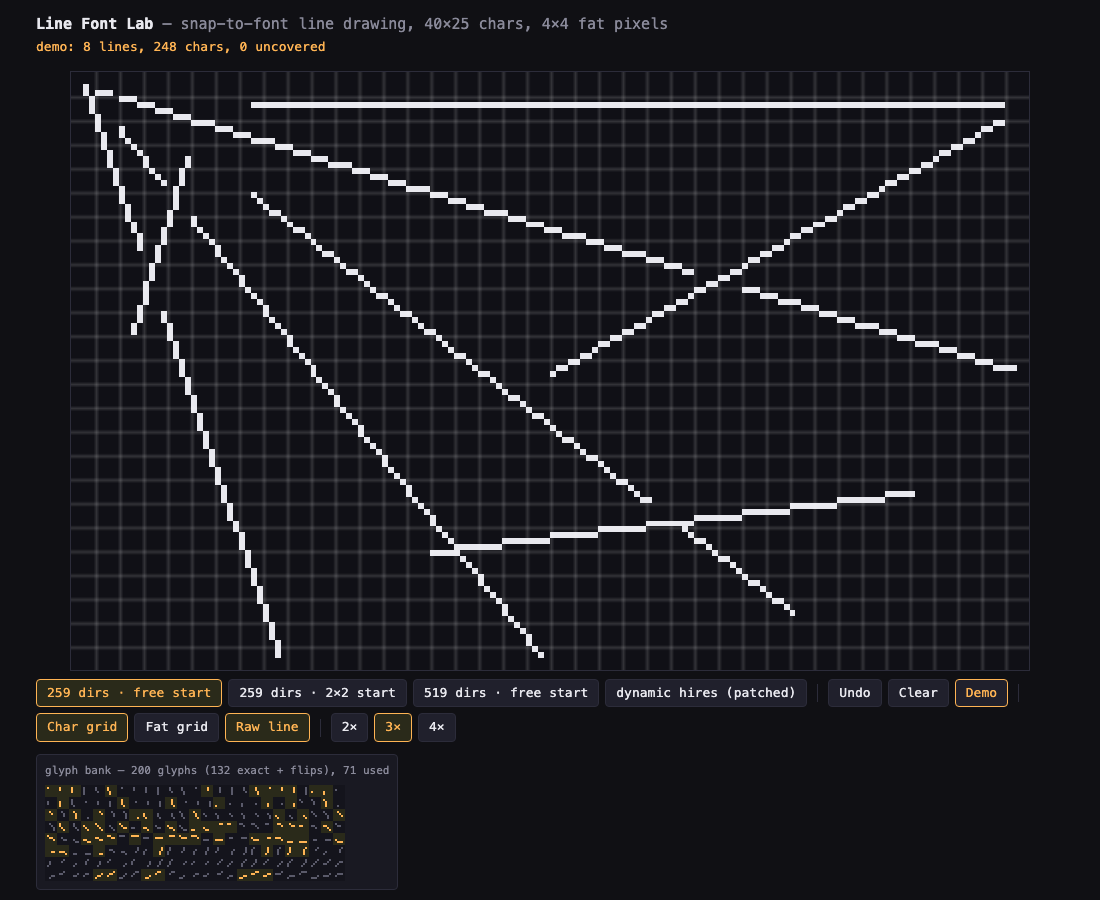 Line Font Lab — snap-to-font line drawing, 40×25 chars, 4×4 fat pixels
demo: 8 lines, 248 chars, 0 uncovered
259 dirs · free start 259 dirs · 2×2 start 519 dirs · free start dynamic hires (patched) Undo Clear Demo
Char grid Fat grid Raw line 2× 3× 4×
glyph bank — 200 glyphs (132 exact + flips), 71 used